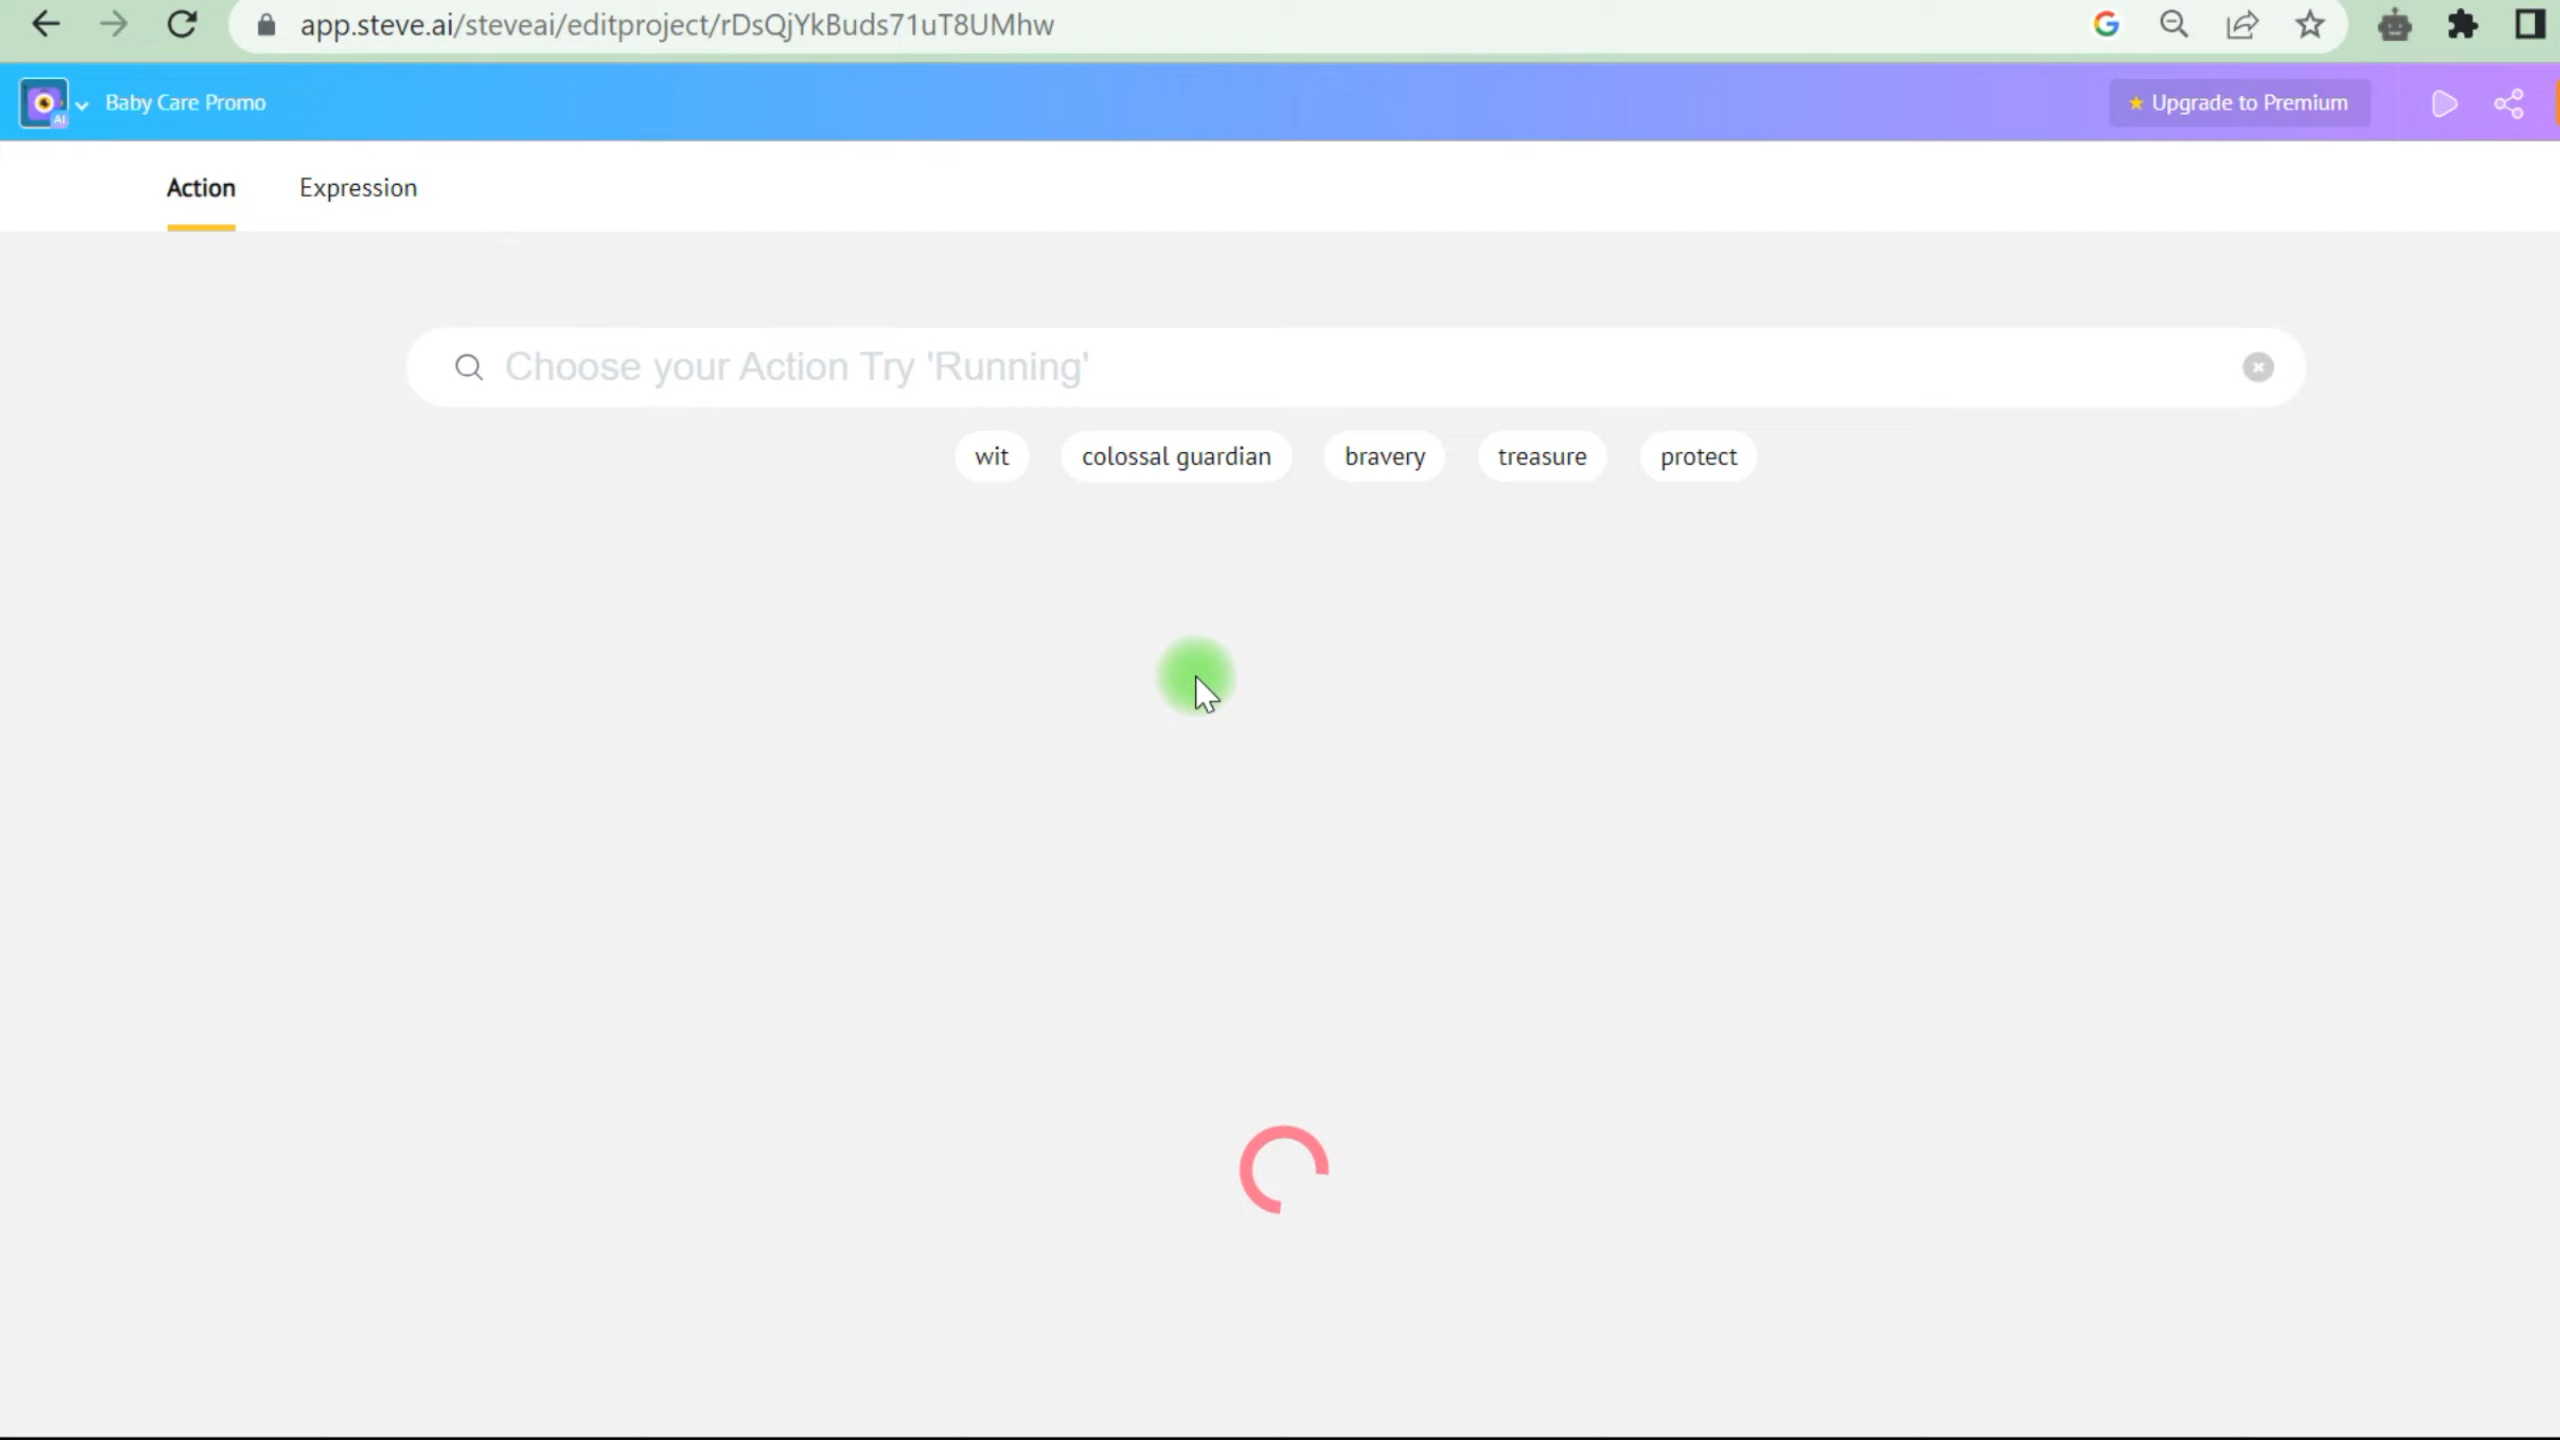 app.steve.ai/steveai/editproject/rDsQjYkBuds71uT8UMhw
AI
Baby Care Promo
Upgrade to Premium
Action
Expression
Choose your Action Try 'Running'
wit
colossal guardian
bravery
treasure
protect